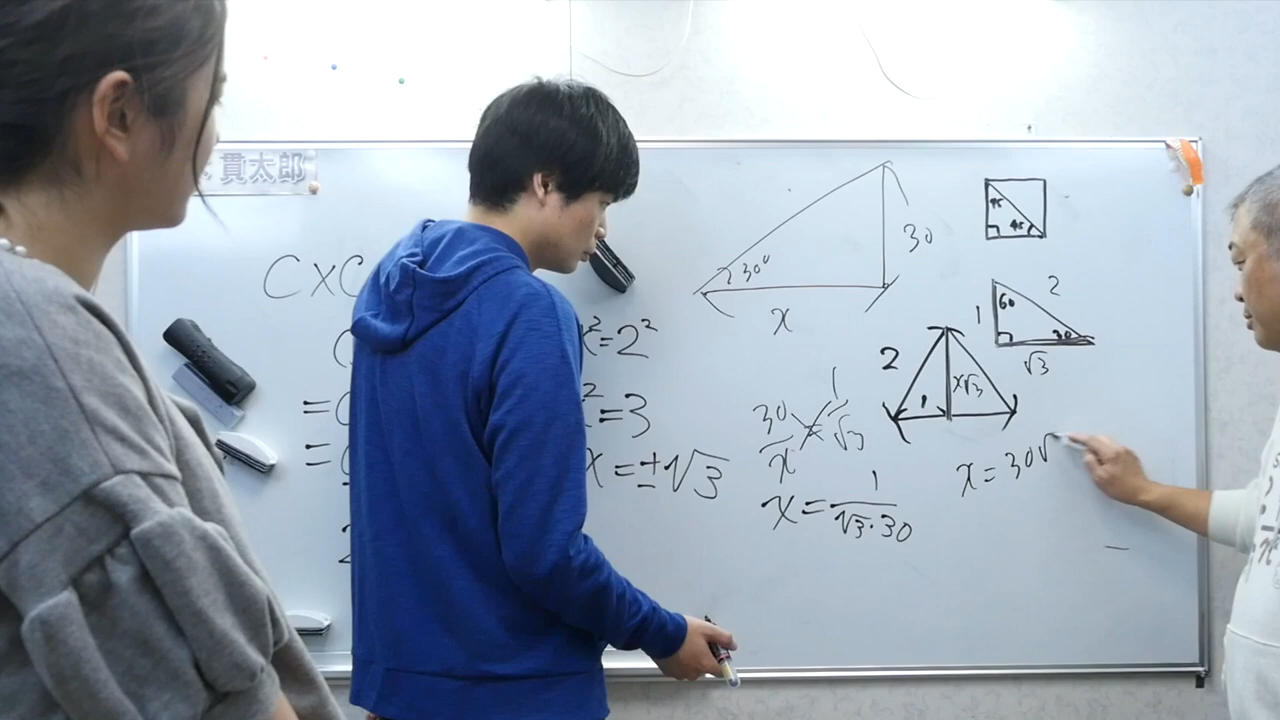 貫太郎
C×C
=
=
2
x²=2²
²=3
x=±√3
30°
30
x
45
45
60
2
1
30
√3
2
1
x√3
30/x = 1/√3
x = 1/√3·30
x=30√